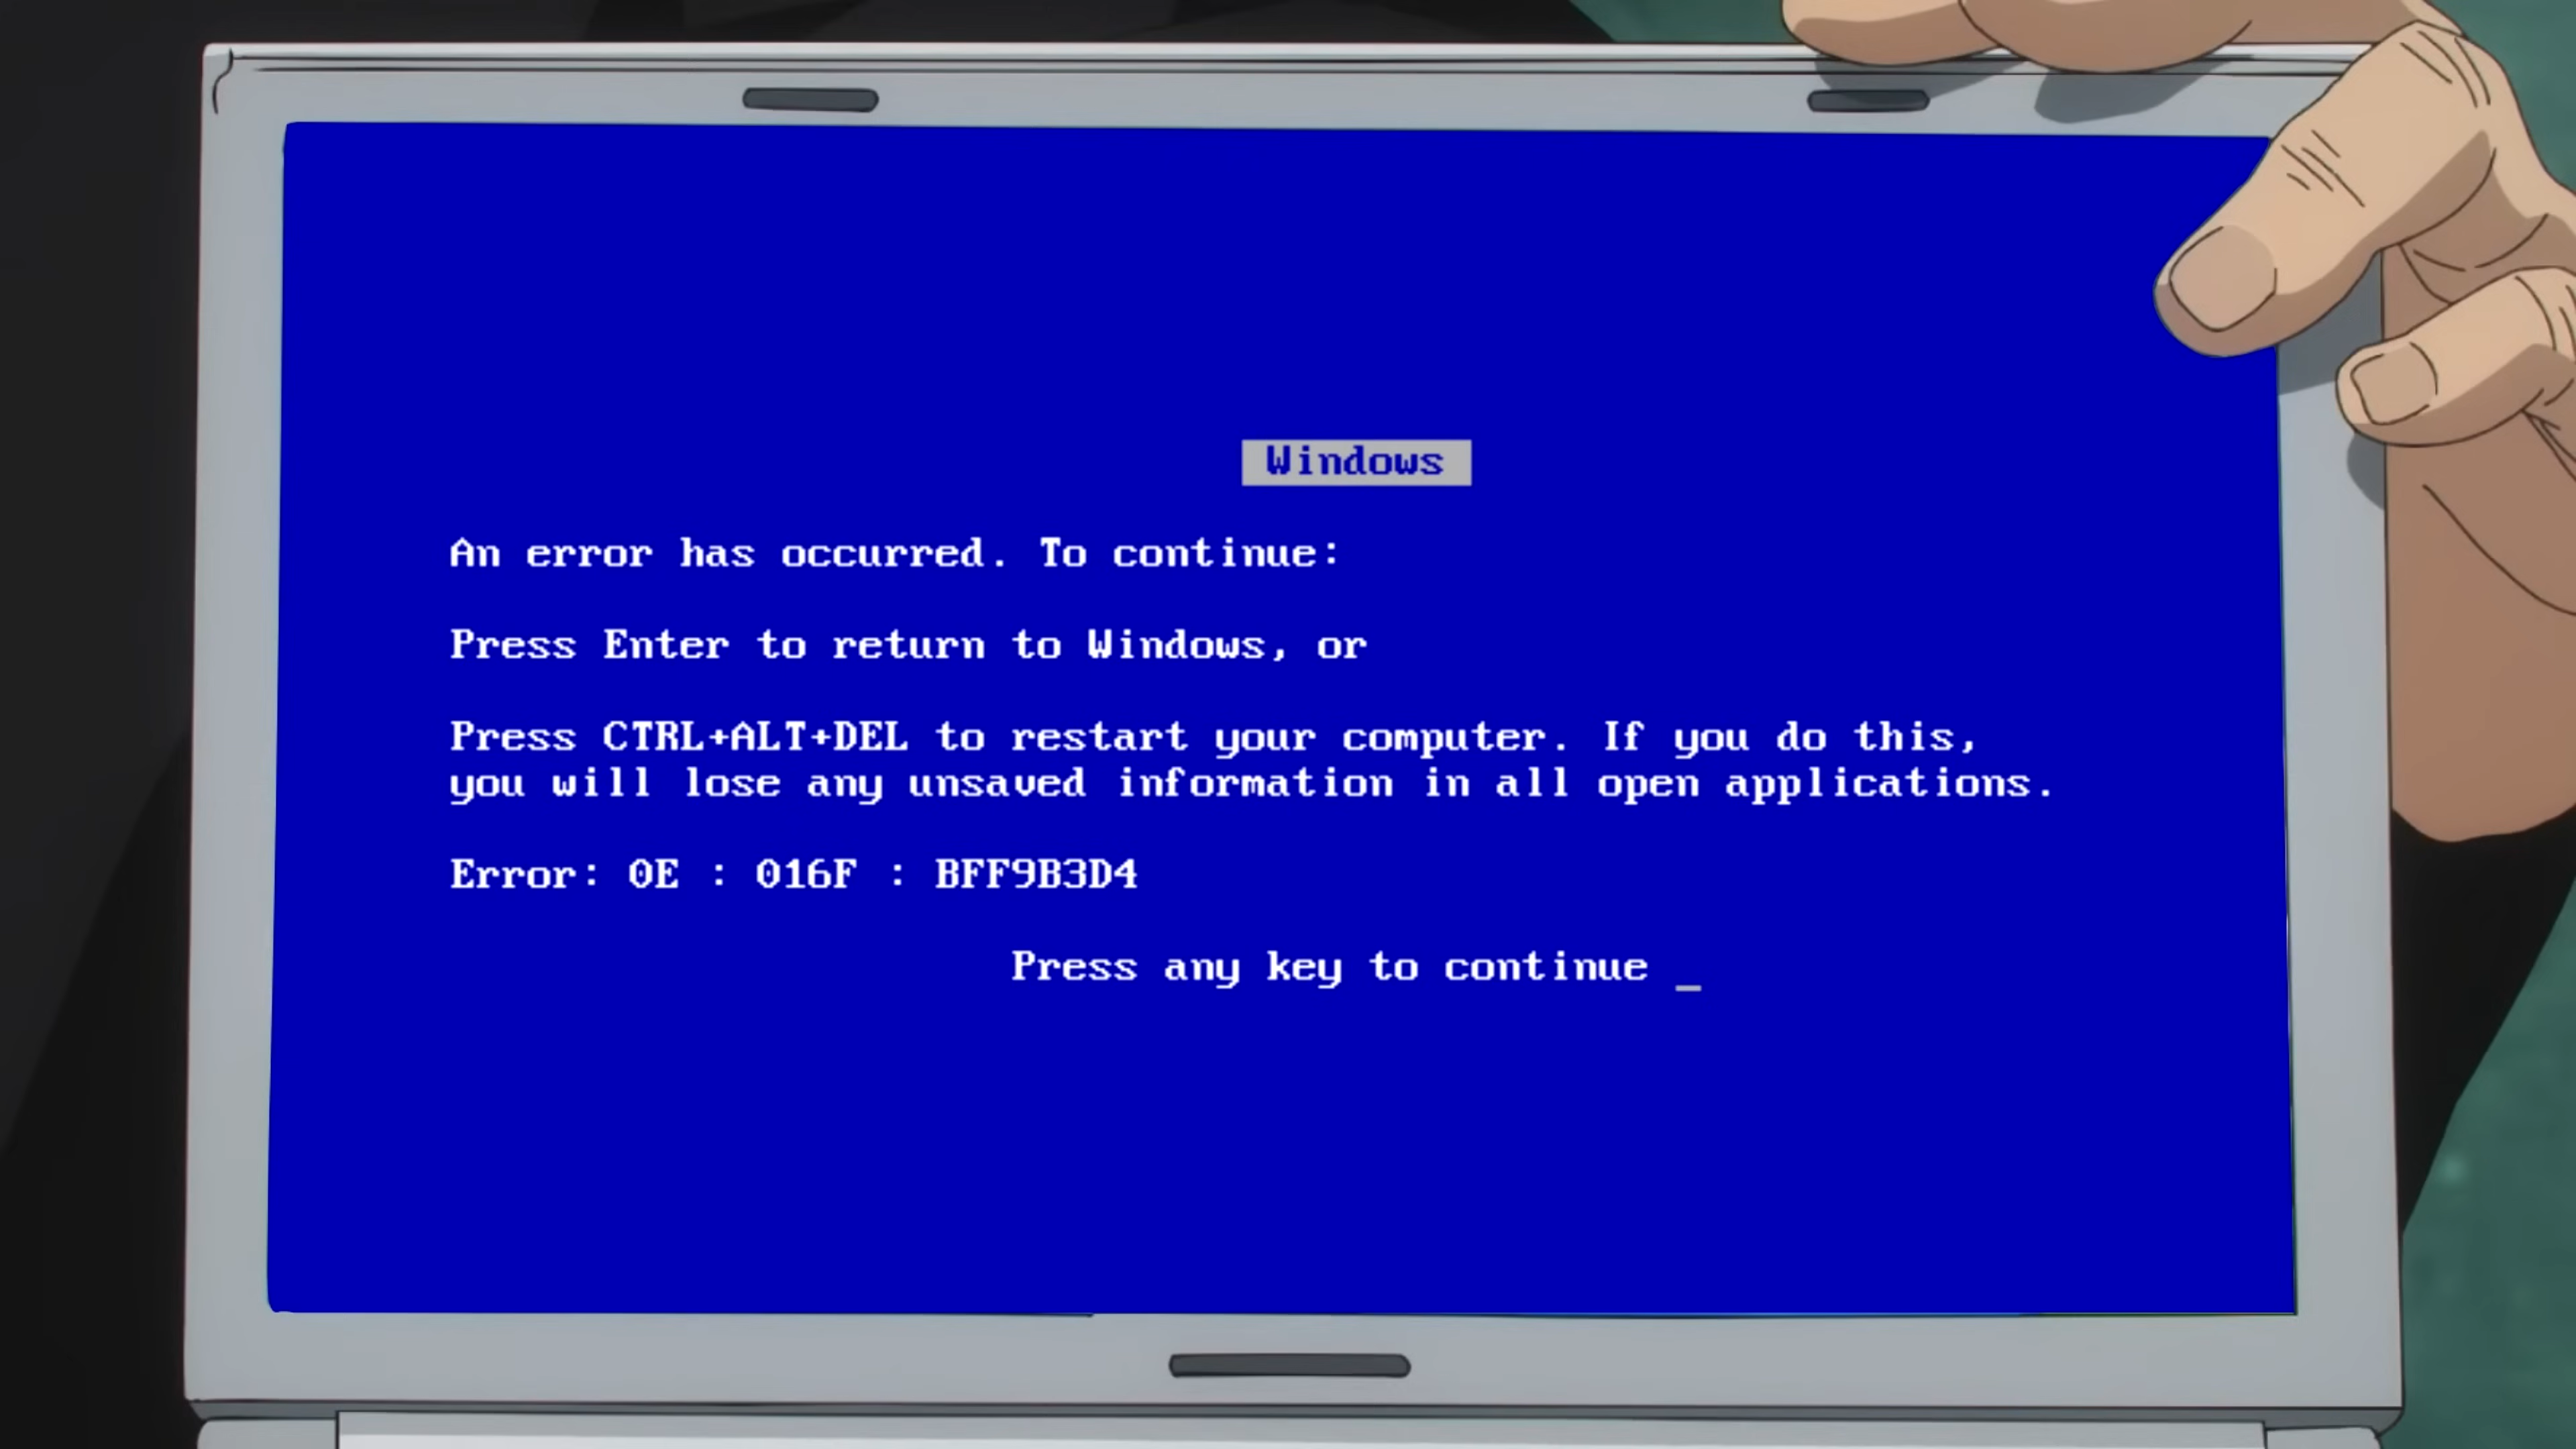 Windows
An error has occurred. To continue:
Press Enter to return to Windows, or
Press CTRL+ALT+DEL to restart your computer. If you do this,
you will lose any unsaved information in all open applications.
Error: 0E : 016F : BFF9B3D4
Press any key to continue _